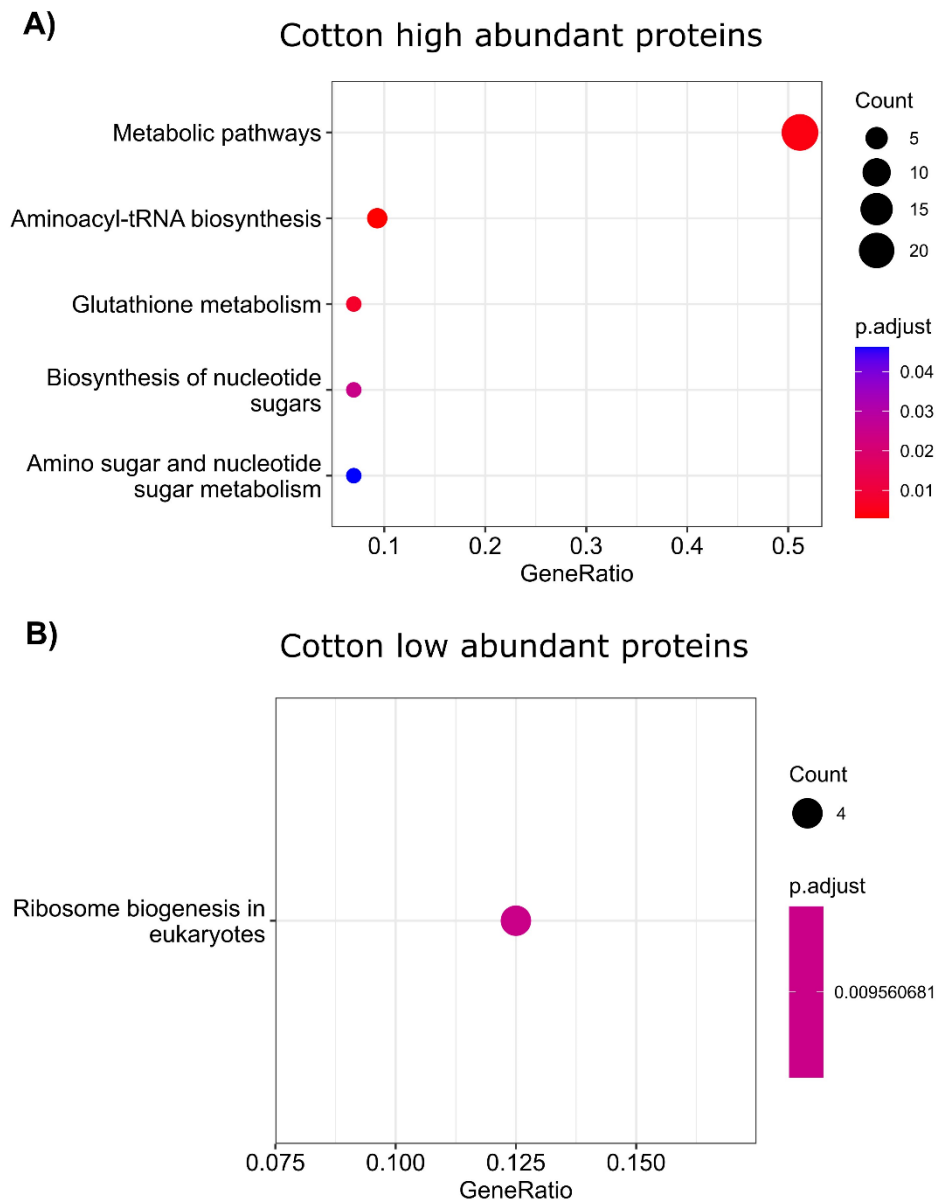 A)
Cotton high abundant proteins
Metabolic pathways
Aminoacyl-tRNA biosynthesis
Glutathione metabolism
Biosynthesis of nucleotide
sugars
Amino sugar and nucleotide
sugar metabolism
0.1 0.2 0.3 0.4 0.5
GeneRatio
Count
5
10
15
20
p.adjust
0.04
0.03
0.02
0.01
B)
Cotton low abundant proteins
Ribosome biogenesis in
eukaryotes
0.075 0.100 0.125 0.150
GeneRatio
Count
4
p.adjust
0.009560681